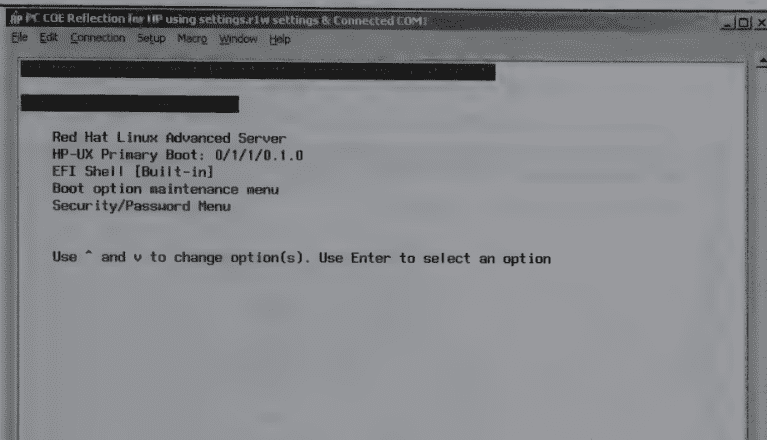 PC COE Reflection for HP using settings.r1w settings & Connected COM1
File Edit Connection Setup Macro Window Help
Red Hat Linux Advanced Server
HP-UX Primary Boot: 0/1/1/0.1.0
EFI Shell [Built-in]
Boot option maintenance menu
Security/Password Menu
Use ^ and v to change option(s). Use Enter to select an option